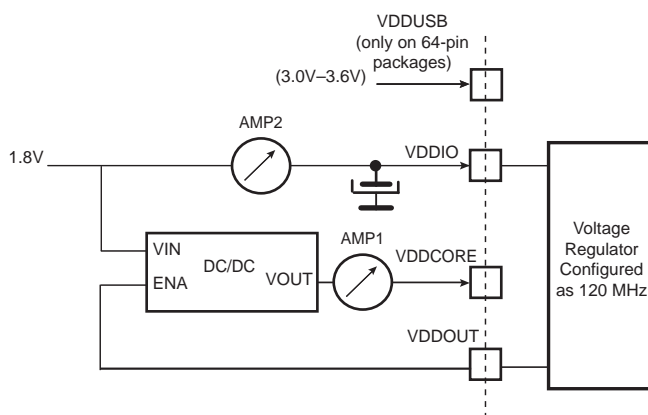 VDDUSB
(only on 64-pin
packages)
(3.0V–3.6V)
AMP2
1.8V
VDDIO
VIN
ENA
DC/DC
VOUT
AMP1
VDDCORE
VDDOUT
Voltage
Regulator
Configured
as 120 MHz